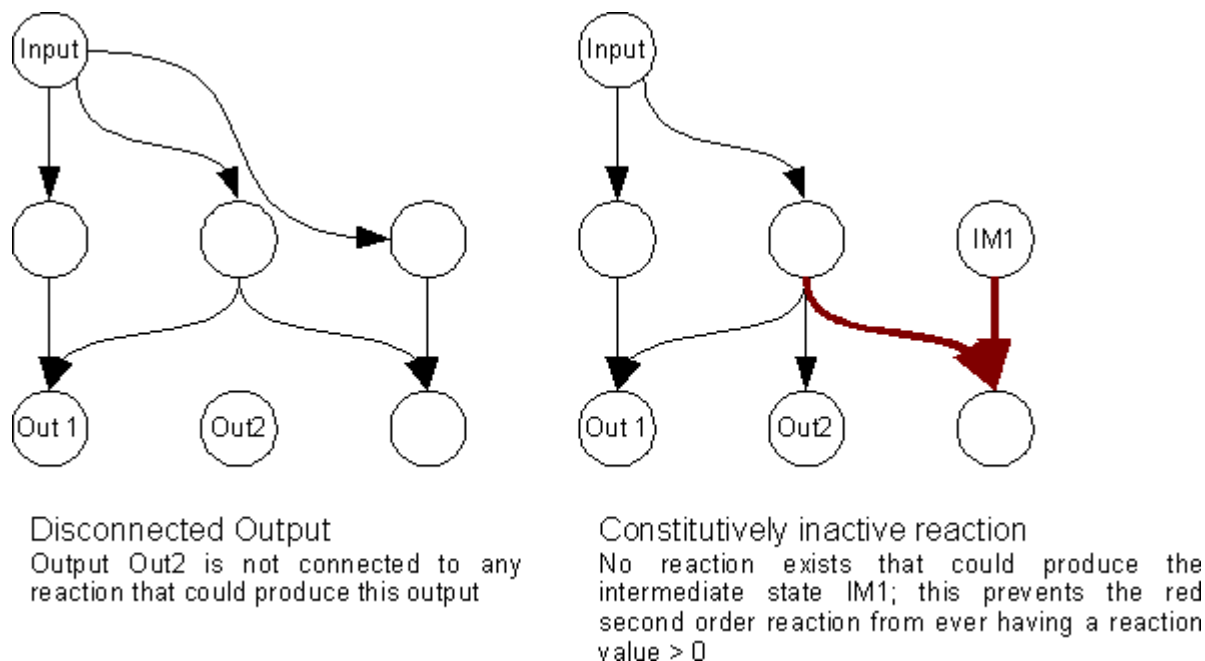 Input
Input
IM1
Out 1
Out2
Out 1
Out2
Disconnected Output
Output Out2 is not connected to any
reaction that could produce this output
Constitutively inactive reaction
No reaction exists that could produce the
intermediate state IM1; this prevents the red
second order reaction from ever having a reaction
value > 0